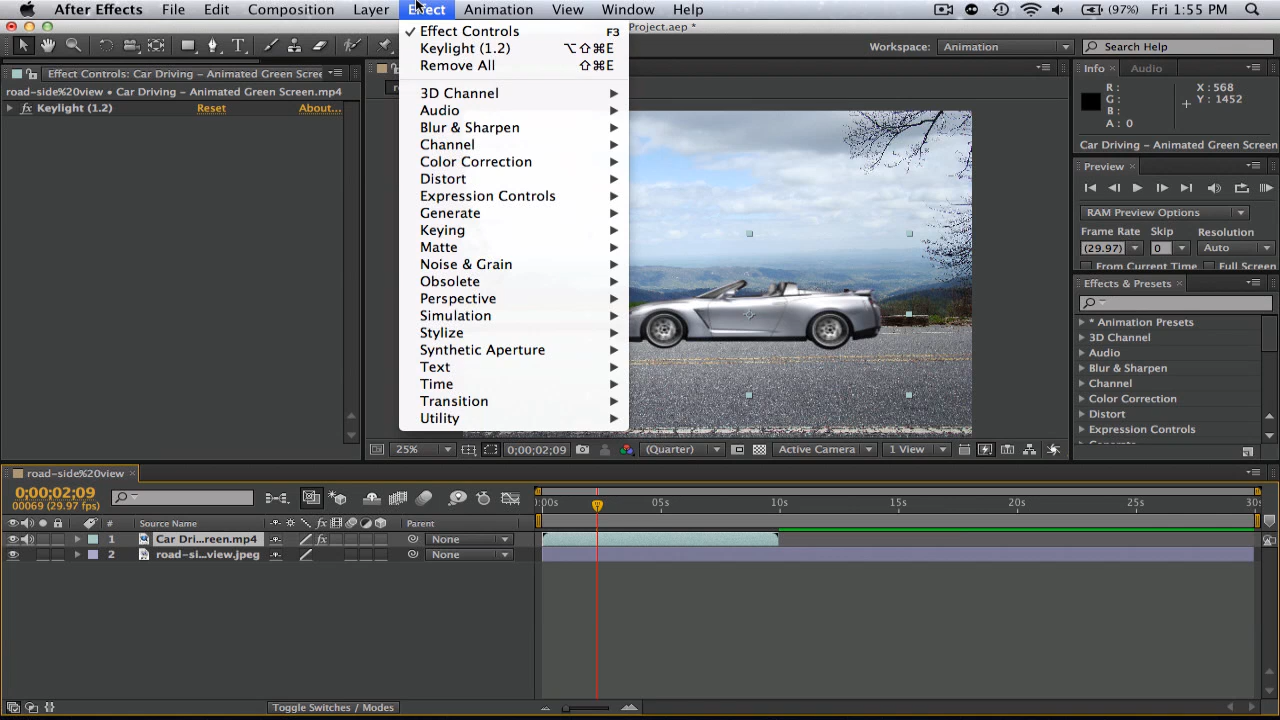 After Effects File Edit Composition Layer Effect Animation View Window Help (97%) Fri 1:55 PM
Project.aep *
Workspace: Animation Search Help
Effect Controls: Car Driving – Animated Green Scree
road-side%20view • Car Driving – Animated Green Screen.mp4
fx Keylight (1.2) Reset About...
Effect Controls F3
Keylight (1.2) ⌥⇧⌘E
Remove All ⇧⌘E
3D Channel
Audio
Blur & Sharpen
Channel
Color Correction
Distort
Expression Controls
Generate
Keying
Matte
Noise & Grain
Obsolete
Perspective
Simulation
Stylize
Synthetic Aperture
Text
Time
Transition
Utility
Info Audio
R: X: 568
G: Y: 1452
B:
A: 0
Car Driving – Animated Green Screen
Preview
RAM Preview Options
Frame Rate Skip Resolution
(29.97) 0 Auto
From Current Time Full Screen
Effects & Presets
* Animation Presets
3D Channel
Audio
Blur & Sharpen
Channel
Color Correction
Distort
Expression Controls
25% 0;00;02;09 (Quarter) Active Camera 1 View
road-side%20view
0;00;02;09
00069 (29.97 fps)
:00s 05s 10s 15s 20s 25s 30s
# Source Name fx Parent
1 Car Dri...reen.mp4 fx None
2 road-si...view.jpeg None
Toggle Switches / Modes